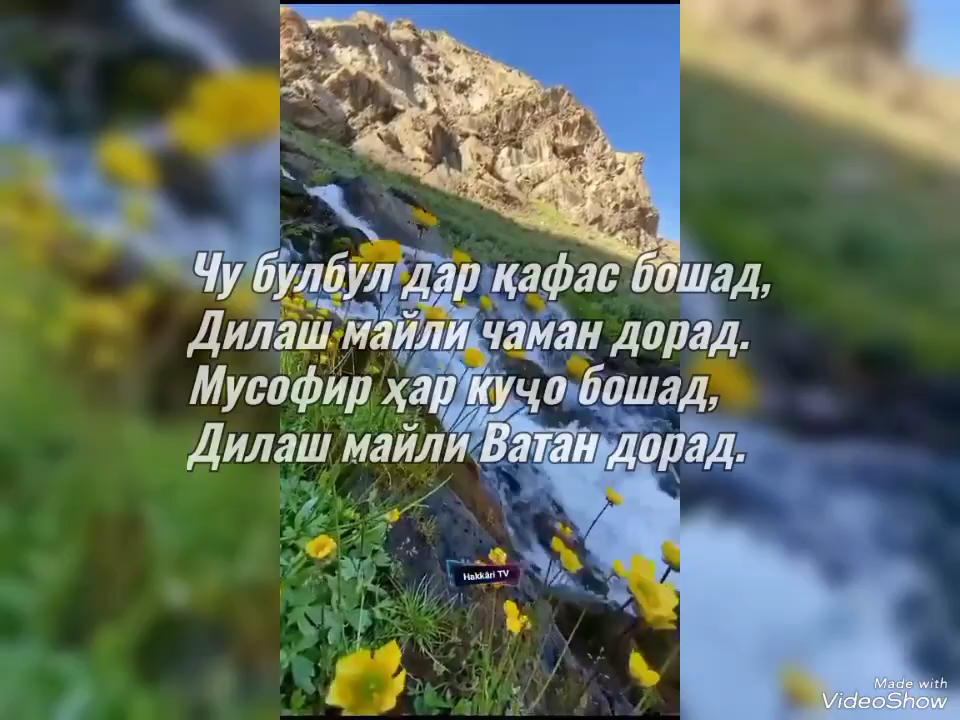 Чу булбул дар қафас бошад,
Дилаш майли чаман дорад.
Мусофир ҳар куҷо бошад,
Дилаш майли Ватан дорад.
Hakkâri TV
Made with
VideoShow